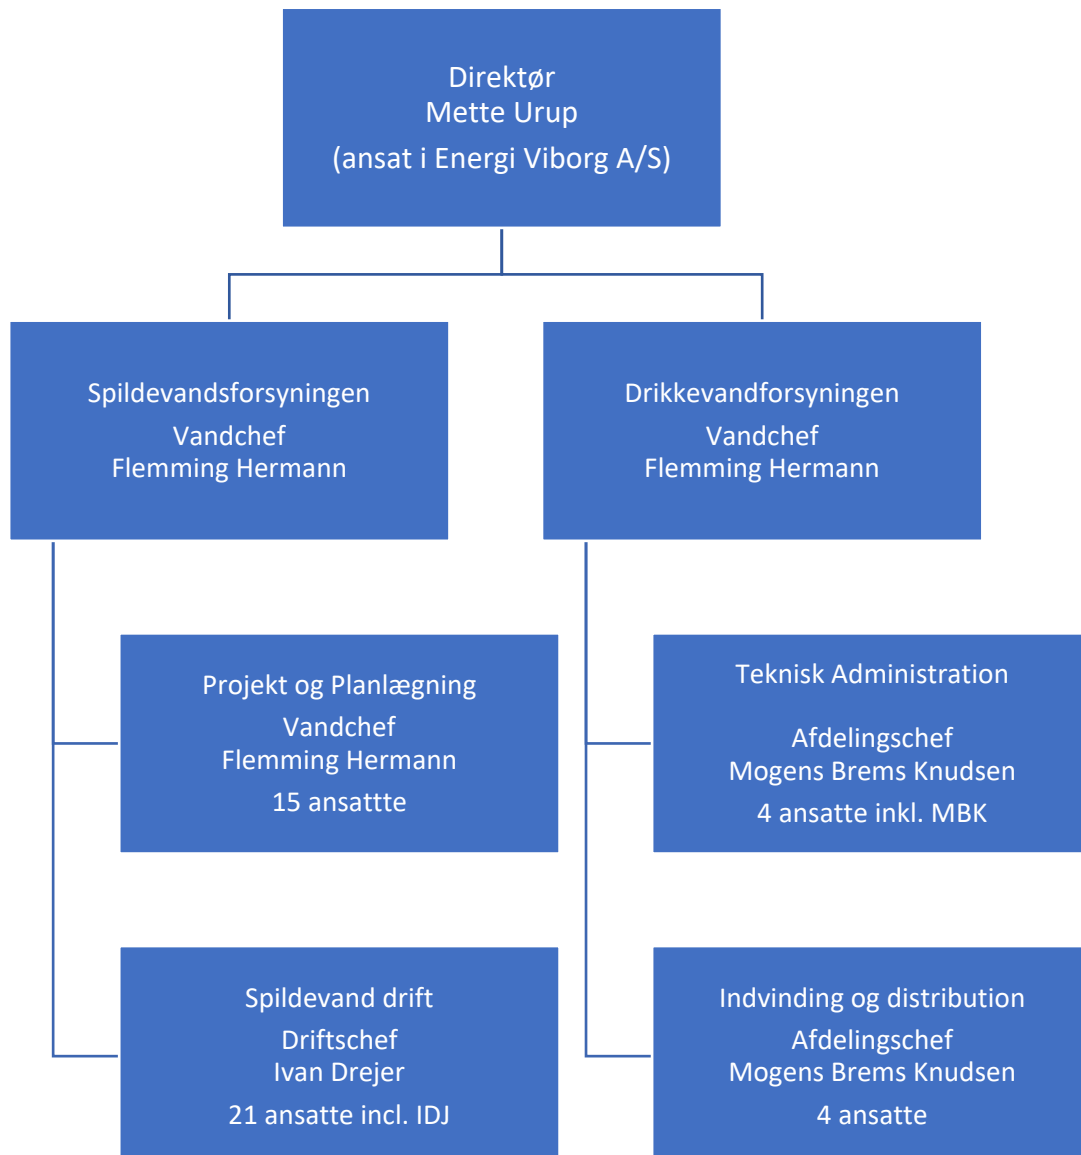 Direktør
Mette Urup
(ansat i Energi Viborg A/S)
Spildevandsforsyningen
Vandchef
Flemming Hermann
Drikkevandforsyningen
Vandchef
Flemming Hermann
Projekt og Planlægning
Vandchef
Flemming Hermann
15 ansattte
Teknisk Administration
Afdelingschef
Mogens Brems Knudsen
4 ansatte inkl. MBK
Spildevand drift
Driftschef
Ivan Drejer
21 ansatte incl. IDJ
Indvinding og distribution
Afdelingschef
Mogens Brems Knudsen
4 ansatte